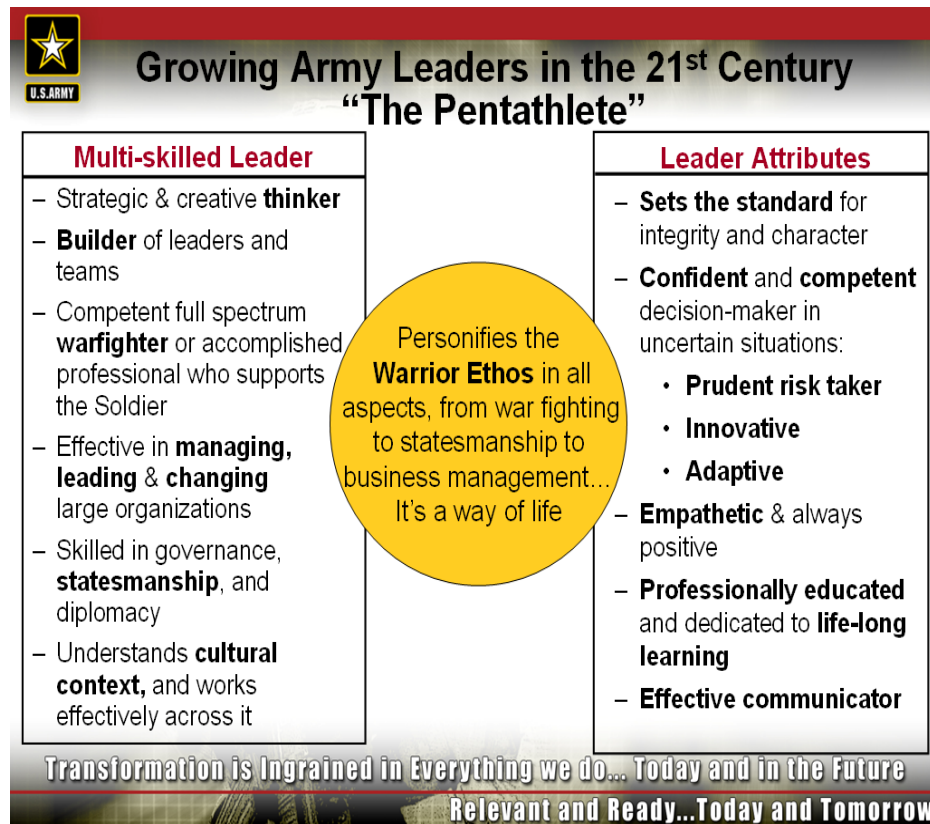 U.S.ARMY
Growing Army Leaders in the 21st Century
“The Pentathlete”
Multi-skilled Leader
– Strategic & creative thinker
– Builder of leaders and
teams
– Competent full spectrum
warfighter or accomplished
professional who supports
the Soldier
– Effective in managing,
leading & changing
large organizations
– Skilled in governance,
statesmanship, and
diplomacy
– Understands cultural
context, and works
effectively across it
Personifies the
Warrior Ethos in all
aspects, from war fighting
to statesmanship to
business management...
It’s a way of life
Leader Attributes
– Sets the standard for
integrity and character
– Confident and competent
decision-maker in
uncertain situations:
• Prudent risk taker
• Innovative
• Adaptive
– Empathetic & always
positive
– Professionally educated
and dedicated to life-long
learning
– Effective communicator
Transformation is Ingrained in Everything we do... Today and in the Future
Relevant and Ready...Today and Tomorrow